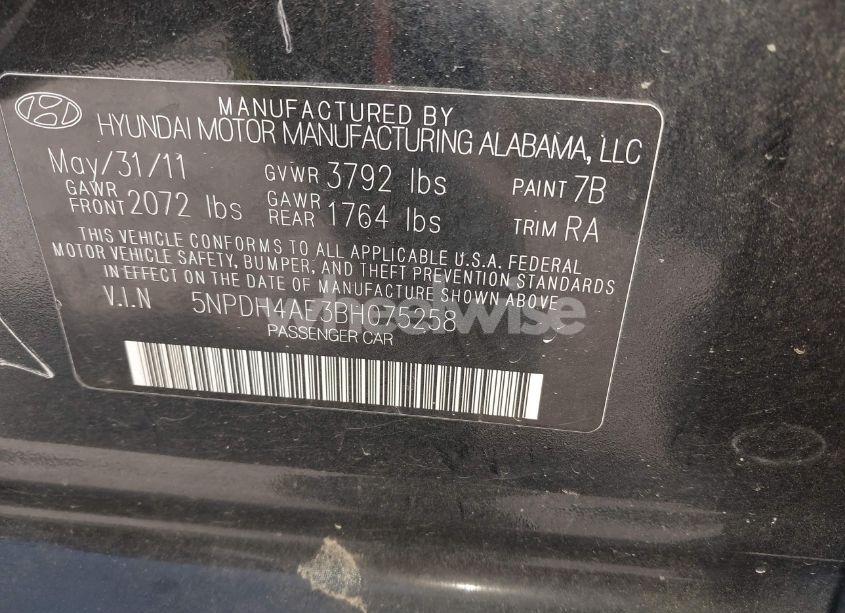 MANUFACTURED BY
HYUNDAI MOTOR MANUFACTURING ALABAMA, LLC
May/31/11 GVWR 3792 lbs PAINT 7B
GAWR FRONT 2072 lbs GAWR REAR 1764 lbs TRIM RA
THIS VEHICLE CONFORMS TO ALL APPLICABLE U.S.A. FEDERAL
MOTOR VEHICLE SAFETY, BUMPER, AND THEFT PREVENTION STANDARDS
IN EFFECT ON THE DATE OF MANUFACTURE SHOWN ABOVE.
V.I.N 5NPDH4AE3BH075258
PASSENGER CAR
wheelwise